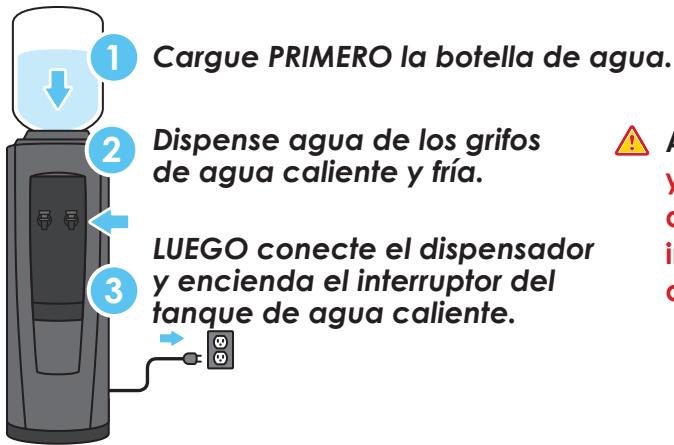 1 Cargue PRIMERO la botella de agua.
2 Dispense agua de los grifos
de agua caliente y fría.
3 LUEGO conecte el dispensador
y encienda el interruptor del
tanque de agua caliente.
y